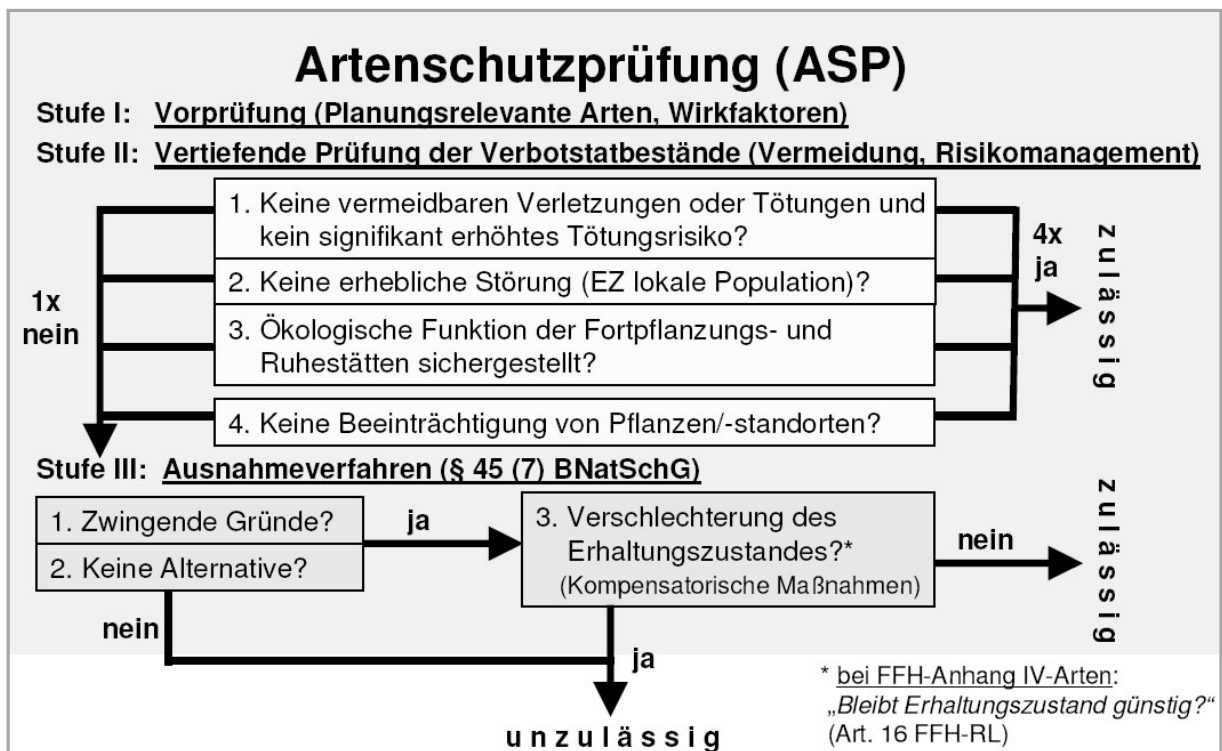 Artenschutzprüfung (ASP)
Stufe I: Vorprüfung (Planungsrelevante Arten, Wirkfaktoren)
Stufe II: Vertiefende Prüfung der Verbotstatbestände (Vermeidung, Risikomanagement)
1. Keine vermeidbaren Verletzungen oder Tötungen und
kein signifikant erhöhtes Tötungsrisiko?
2. Keine erhebliche Störung (EZ lokale Population)?
3. Ökologische Funktion der Fortpflanzungs- und
Ruhestätten sichergestellt?
4. Keine Beeinträchtigung von Pflanzen/-standorten?
1x
nein
4x
ja
zulässig
Stufe III: Ausnahmeverfahren (§ 45 (7) BNatSchG)
1. Zwingende Gründe?
2. Keine Alternative?
ja
3. Verschlechterung des
Erhaltungszustandes?*
(Kompensatorische Maßnahmen)
nein
zulässig
nein
ja
unzulässig
* bei FFH-Anhang IV-Arten:
„Bleibt Erhaltungszustand günstig?“
(Art. 16 FFH-RL)